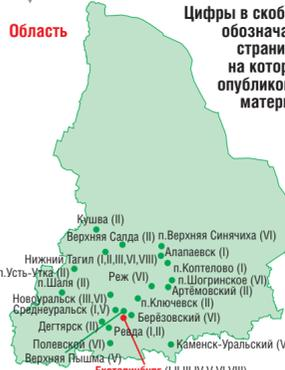 Область
Цифры в скоб
обозначa
страни
на котор
опубликов
матери
Кушва (II)
Верхняя Салда (II)
п.Верхняя Синячиха (VI)
Алапаевск (I)
Нижний Тагил (I,II,III,VI,VIII)
п.Коптелово (I)
п.Усть-Утка (II)
Реж (VI)
п.Шогринское (VI)
п.Шаля (II)
Артёмовский (II)
Новоуральск (III,VI)
п.Ключевск (II)
Среднеуральск (I,V)
Берёзовский (VI)
Дегтярск (II)
Ревда (I,II)
Полевской (VI)
Каменск-Уральский (V
Верхняя Пышма (V)